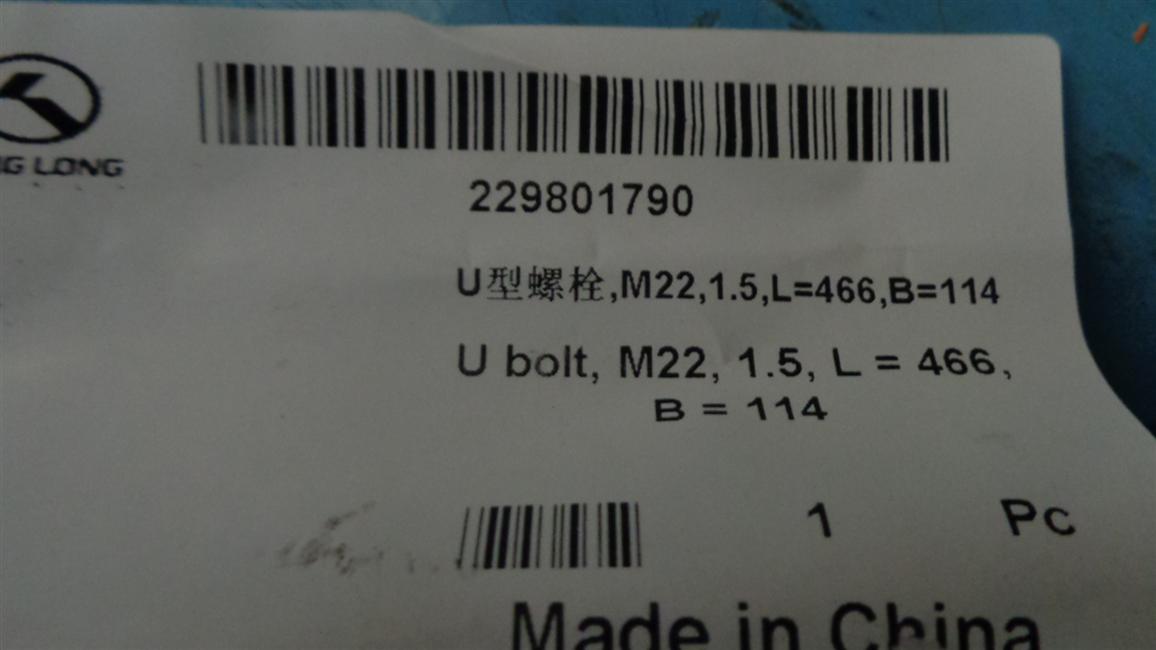 G LONG
229801790
U型螺栓,M22,1.5,L=466,B=114
U bolt, M22, 1.5, L = 466,
B = 114
1 Pc
Made in China